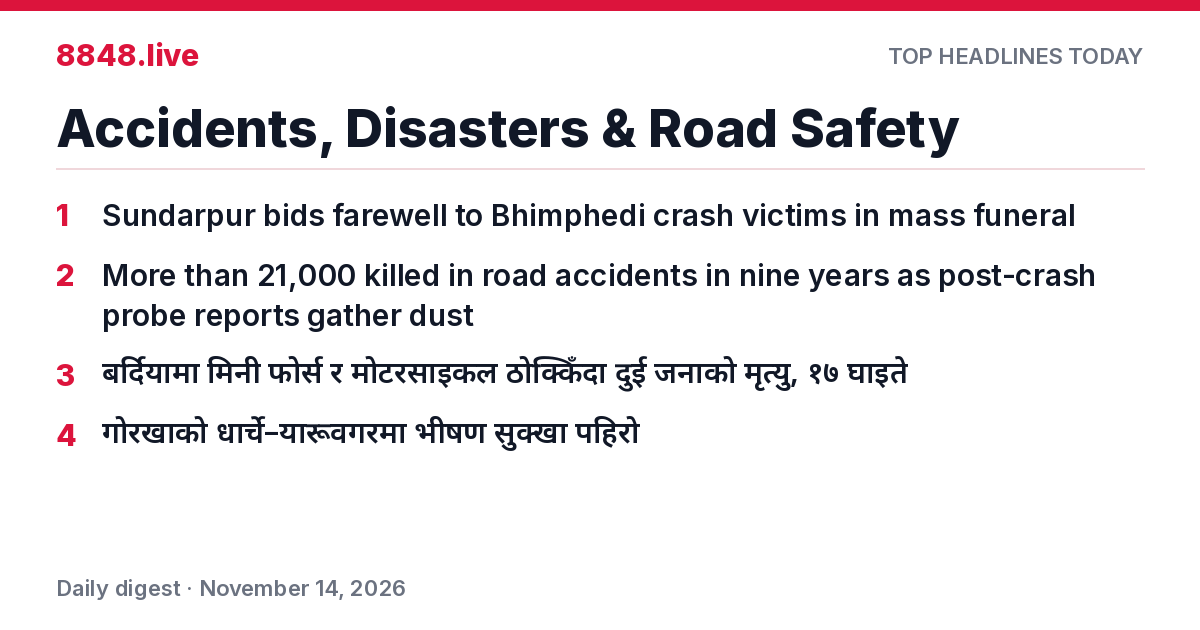 8848.live
TOP HEADLINES TODAY
Accidents, Disasters & Road Safety
1 Sundarpur bids farewell to Bhimphedi crash victims in mass funeral
2 More than 21,000 killed in road accidents in nine years as post-crash
probe reports gather dust
3 बर्दियामा मिनी फोर्स र मोटरसाइकल ठोक्किँदा दुई जनाको मृत्यु, १७ घाइते
4 गोरखाको धार्चे–यारूवगरमा भीषण सुक्खा पहिरो
Daily digest · November 14, 2026